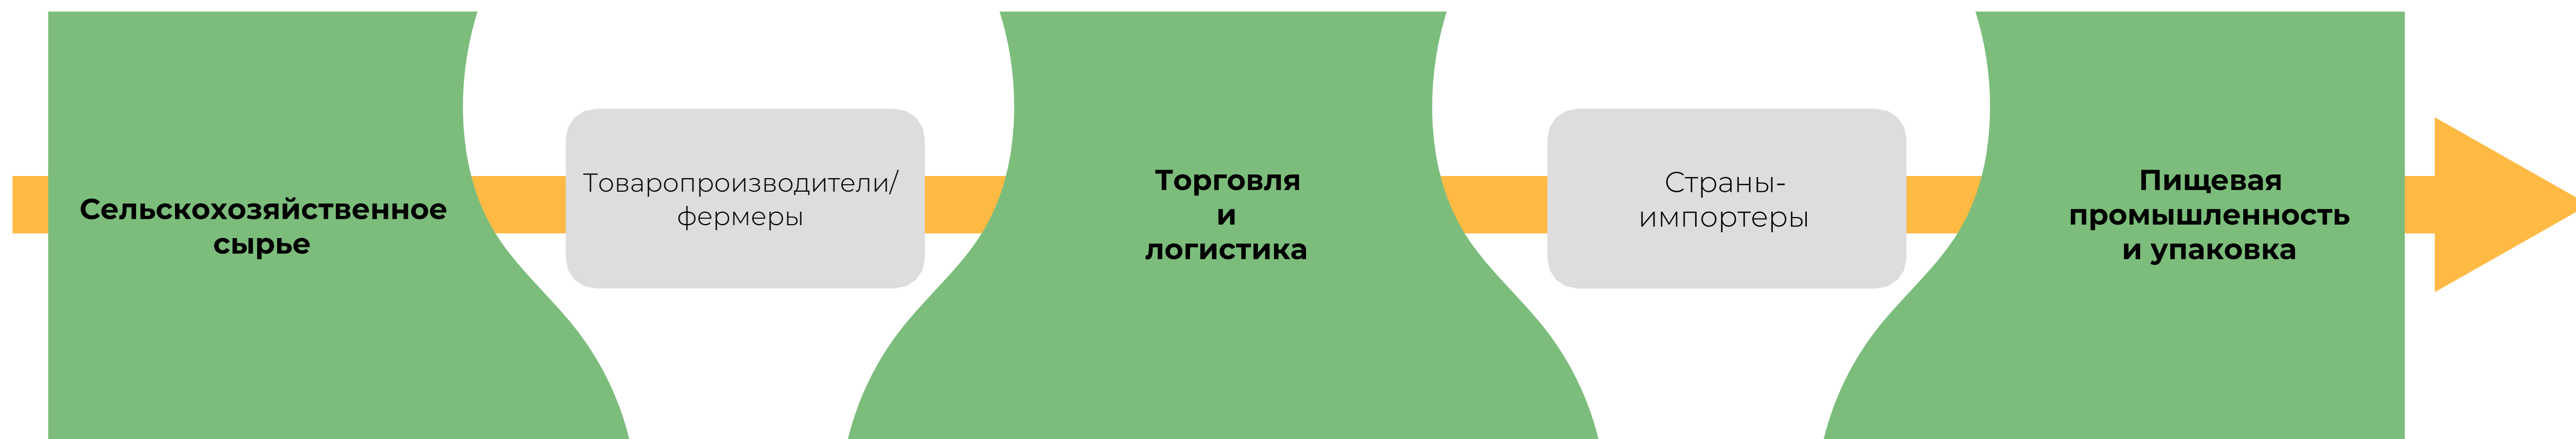 Сельскохозяйственное
сырье
Товаропроизводители/
фермеры
Торговля
и
логистика
Страны-
импортеры
Пищевая
промышленность
и упаковка